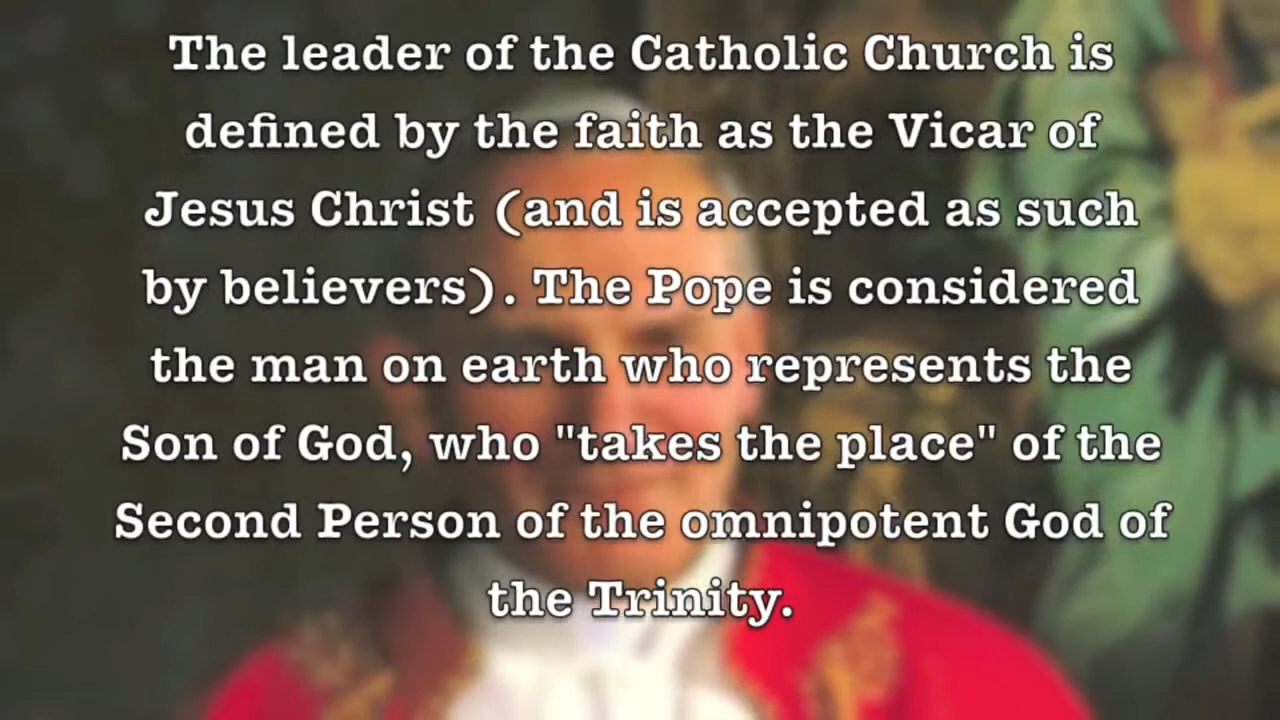 The leader of the Catholic Church is
defined by the faith as the Vicar of
Jesus Christ (and is accepted as such
by believers). The Pope is considered
the man on earth who represents the
Son of God, who "takes the place" of the
Second Person of the omnipotent God of
the Trinity.